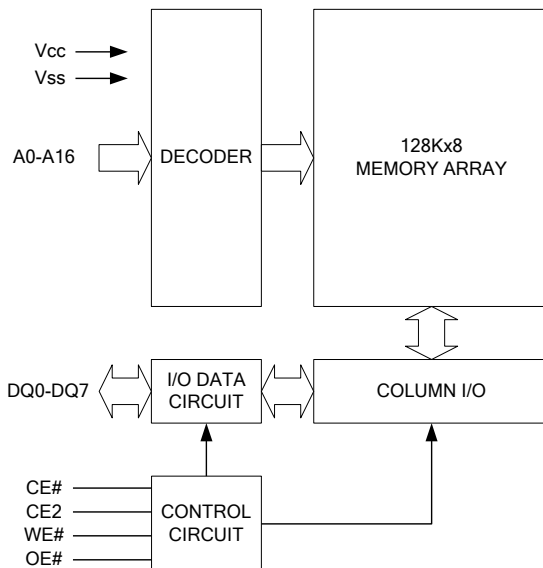 Vcc
Vss
A0-A16
DECODER
128Kx8
MEMORY ARRAY
DQ0-DQ7
I/O DATA
CIRCUIT
COLUMN I/O
CE#
CE2
WE#
OE#
CONTROL
CIRCUIT